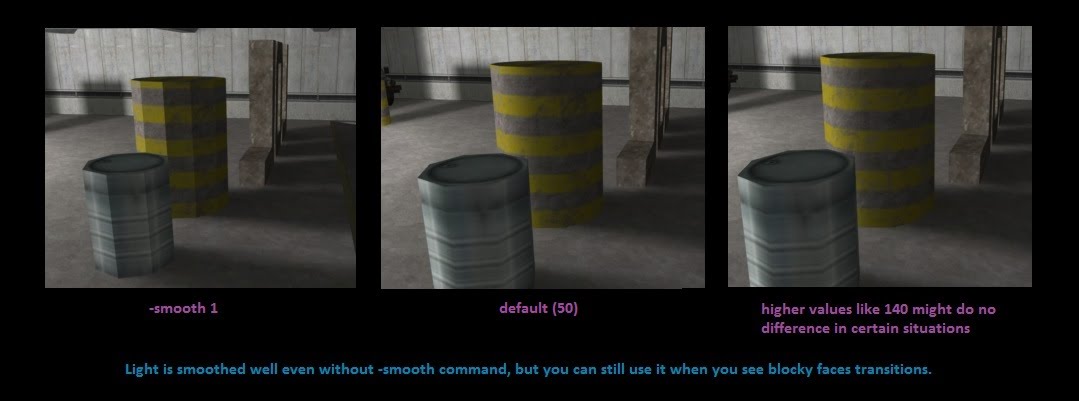 -smooth 1
default (50)
higher values like 140 might do no
difference in certain situations
Light is smoothed well even without -smooth command, but you can still use it when you see blocky faces transitions.